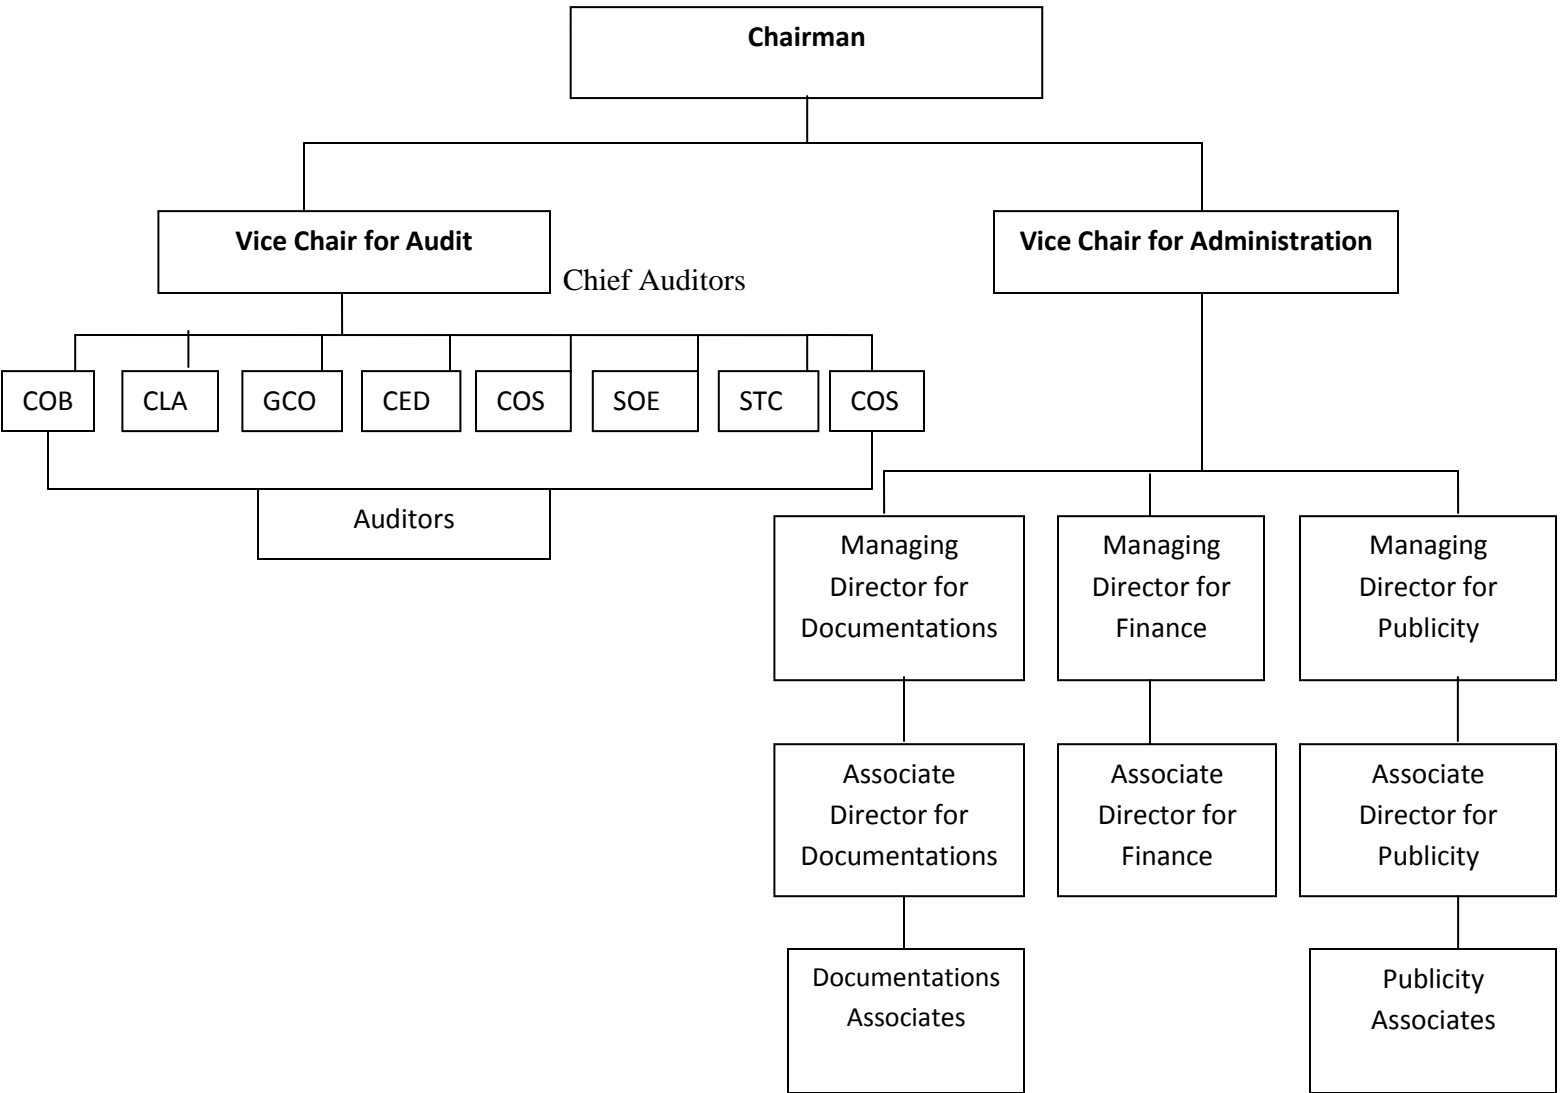 Chairman
Vice Chair for Audit
Vice Chair for Administration
Chief Auditors
COB
CLA
GCO
CED
COS
SOE
STC
COS
Auditors
Managing
Director for
Documentations
Managing
Director for
Finance
Managing
Director for
Publicity
Associate
Director for
Documentations
Associate
Director for
Finance
Associate
Director for
Publicity
Documentations
Associates
Publicity
Associates